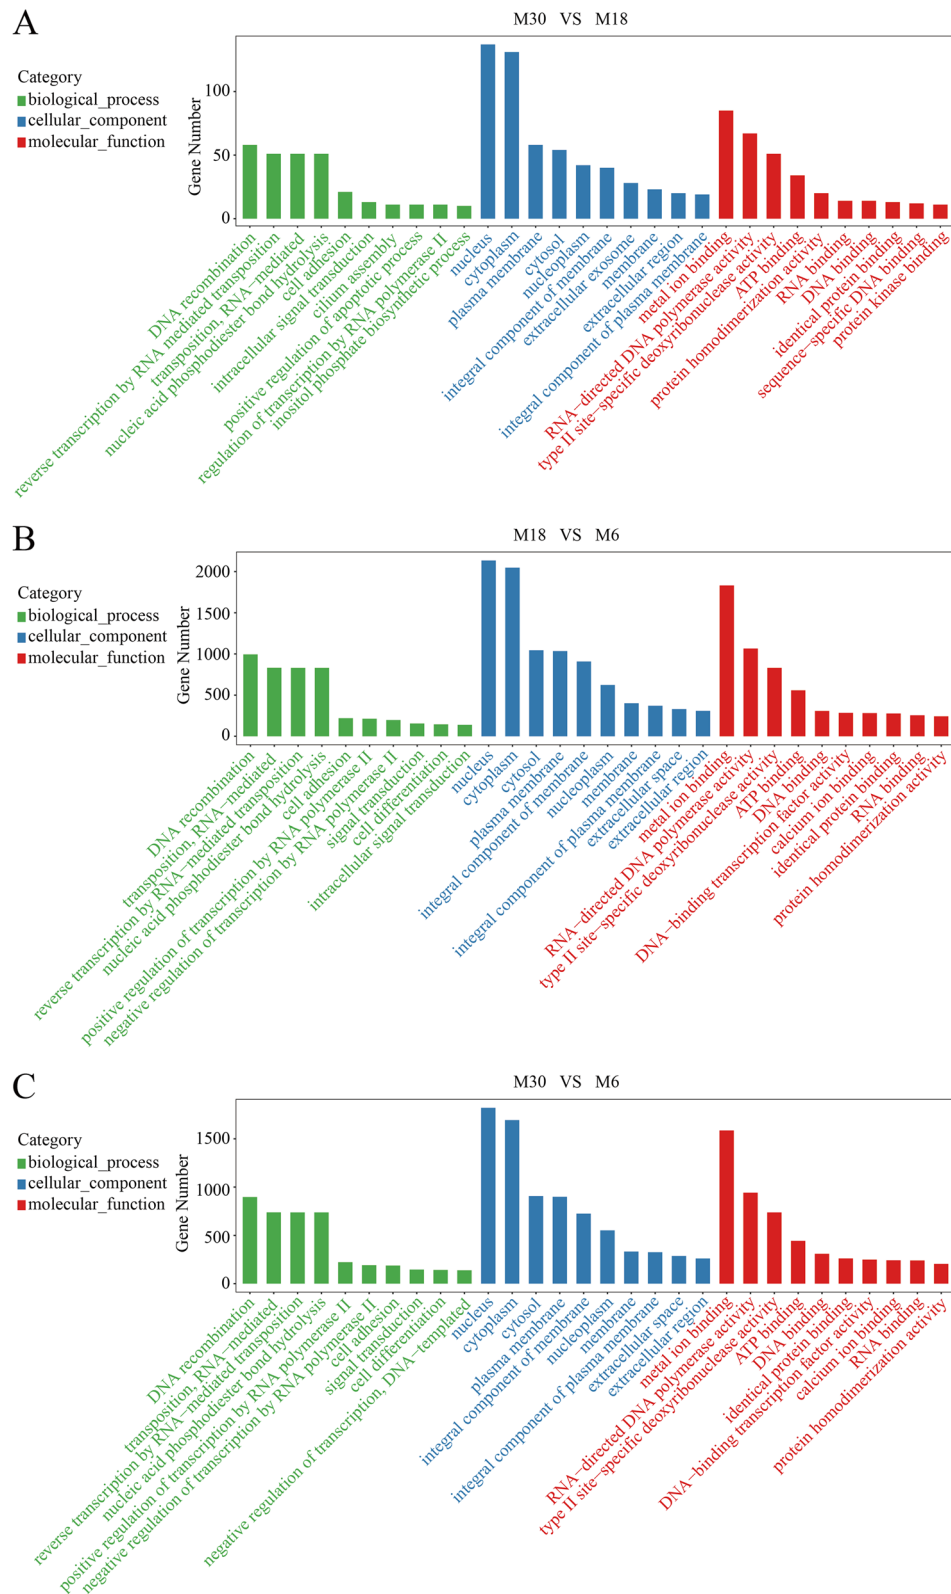 A
M30 VS M18
Category
biological_process
cellular_component
molecular_function
Gene Number
100
50
0
DNA recombination
reverse transcription by RNA mediated transposition
transposition, RNA−mediated
nucleic acid phosphodiester bond hydrolysis
cell adhesion
intracellular signal transduction
cilium assembly
positive regulation of apoptotic process
regulation of transcription by RNA polymerase II
inositol phosphate biosynthetic process
nucleus
cytoplasm
plasma membrane
cytosol
nucleoplasm
integral component of membrane
extracellular exosome
membrane
extracellular region
integral component of plasma membrane
metal ion binding
RNA−directed DNA polymerase activity
type II site−specific deoxyribonuclease activity
ATP binding
protein homodimerization activity
RNA binding
DNA binding
identical protein binding
sequence−specific DNA binding
protein kinase binding
B
M18 VS M6
Category
biological_process
cellular_component
molecular_function
Gene Number
2000
1500
1000
500
0
DNA recombination
transposition, RNA−mediated
reverse transcription by RNA−mediated transposition
nucleic acid phosphodiester bond hydrolysis
cell adhesion
positive regulation of transcription by RNA polymerase II
negative regulation of transcription by RNA polymerase II
signal transduction
cell differentiation
intracellular signal transduction
nucleus
cytoplasm
cytosol
plasma membrane
integral component of membrane
nucleoplasm
membrane
integral component of plasma membrane
extracellular space
extracellular region
metal ion binding
RNA−directed DNA polymerase activity
type II site−specific deoxyribonuclease activity
ATP binding
DNA binding
DNA−binding transcription factor activity
calcium ion binding
identical protein binding
RNA binding
protein homodimerization activity
C
M30 VS M6
Category
biological_process
cellular_component
molecular_function
Gene Number
1500
1000
500
0
DNA recombination
transposition, RNA−mediated
reverse transcription by RNA−mediated transposition
nucleic acid phosphodiester bond hydrolysis
positive regulation of transcription by RNA polymerase II
negative regulation of transcription by RNA polymerase II
cell adhesion
signal transduction
cell differentiation
negative regulation of transcription, DNA−templated
nucleus
cytoplasm
cytosol
plasma membrane
integral component of membrane
nucleoplasm
membrane
integral component of plasma membrane
extracellular space
extracellular region
metal ion binding
RNA−directed DNA polymerase activity
type II site−specific deoxyribonuclease activity
ATP binding
DNA binding
identical protein binding
DNA−binding transcription factor activity
calcium ion binding
RNA binding
protein homodimerization activity